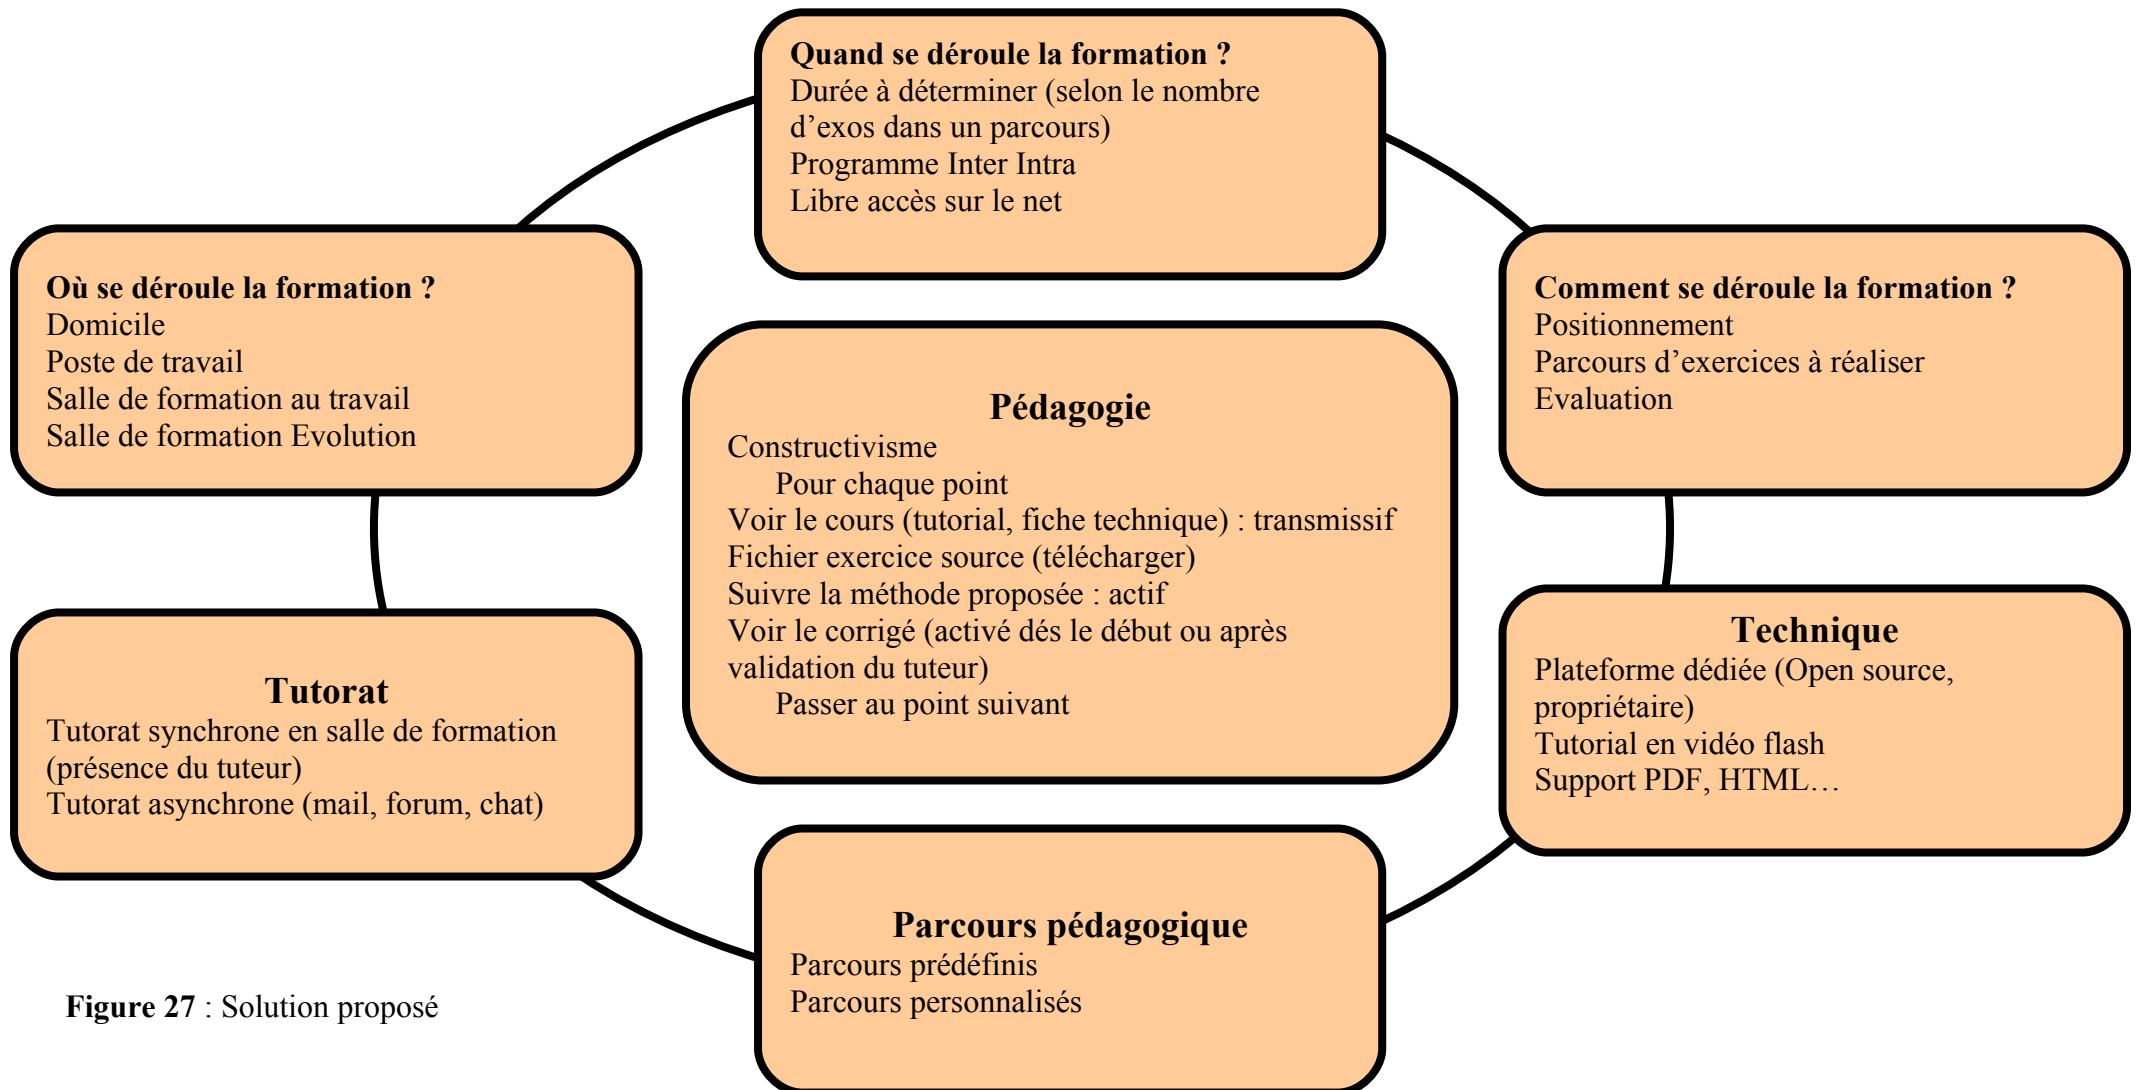 Quand se déroule la formation ?
Durée à déterminer (selon le nombre
d’exos dans un parcours)
Programme Inter Intra
Libre accès sur le net
Où se déroule la formation ?
Domicile
Poste de travail
Salle de formation au travail
Salle de formation Evolution
Comment se déroule la formation ?
Positionnement
Parcours d’exercices à réaliser
Evaluation
Pédagogie
Constructivisme
Pour chaque point
Voir le cours (tutorial, fiche technique) : transmissif
Fichier exercice source (télécharger)
Suivre la méthode proposée : actif
Voir le corrigé (activé dés le début ou après
validation du tuteur)
Passer au point suivant
Tutorat
Tutorat synchrone en salle de formation
(présence du tuteur)
Tutorat asynchrone (mail, forum, chat)
Technique
Plateforme dédiée (Open source,
propriétaire)
Tutorial en vidéo flash
Support PDF, HTML…
Parcours pédagogique
Parcours prédéfinis
Parcours personnalisés
Figure 27 : Solution proposé